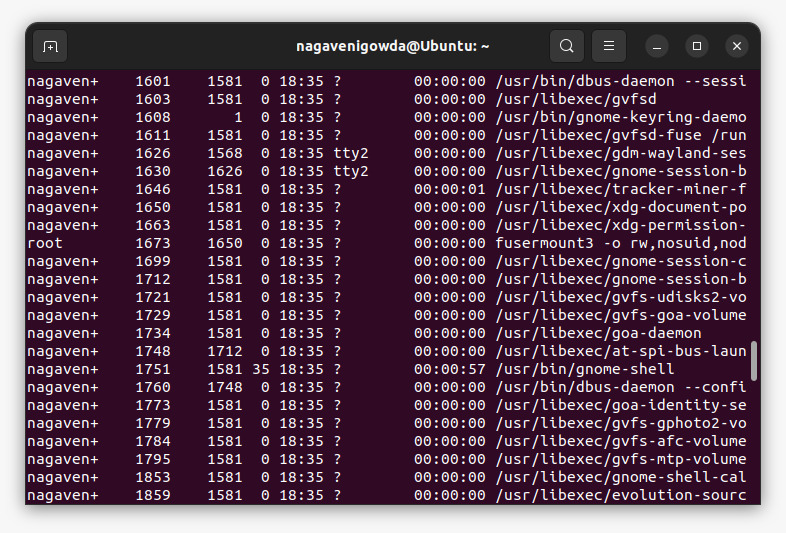 nagavenigowda@Ubuntu: ~
nagaven+    1601    1581  0 18:35 ?        00:00:00 /usr/bin/dbus-daemon --sessi
nagaven+    1603    1581  0 18:35 ?        00:00:00 /usr/libexec/gvfsd
nagaven+    1608       1  0 18:35 ?        00:00:00 /usr/bin/gnome-keyring-daemo
nagaven+    1611    1581  0 18:35 ?        00:00:00 /usr/libexec/gvfsd-fuse /run
nagaven+    1626    1568  0 18:35 tty2     00:00:00 /usr/libexec/gdm-wayland-ses
nagaven+    1630    1626  0 18:35 tty2     00:00:00 /usr/libexec/gnome-session-b
nagaven+    1646    1581  0 18:35 ?        00:00:01 /usr/libexec/tracker-miner-f
nagaven+    1650    1581  0 18:35 ?        00:00:00 /usr/libexec/xdg-document-po
nagaven+    1663    1581  0 18:35 ?        00:00:00 /usr/libexec/xdg-permission-
root        1673    1650  0 18:35 ?        00:00:00 fusermount3 -o rw,nosuid,nod
nagaven+    1699    1581  0 18:35 ?        00:00:00 /usr/libexec/gnome-session-c
nagaven+    1712    1581  0 18:35 ?        00:00:00 /usr/libexec/gnome-session-b
nagaven+    1721    1581  0 18:35 ?        00:00:00 /usr/libexec/gvfs-udisks2-vo
nagaven+    1729    1581  0 18:35 ?        00:00:00 /usr/libexec/gvfs-goa-volume
nagaven+    1734    1581  0 18:35 ?        00:00:00 /usr/libexec/goa-daemon
nagaven+    1748    1712  0 18:35 ?        00:00:00 /usr/libexec/at-spi-bus-laun
nagaven+    1751    1581 35 18:35 ?        00:00:57 /usr/bin/gnome-shell
nagaven+    1760    1748  0 18:35 ?        00:00:00 /usr/bin/dbus-daemon --confi
nagaven+    1773    1581  0 18:35 ?        00:00:00 /usr/libexec/goa-identity-se
nagaven+    1779    1581  0 18:35 ?        00:00:00 /usr/libexec/gvfs-gphoto2-vo
nagaven+    1784    1581  0 18:35 ?        00:00:00 /usr/libexec/gvfs-afc-volume
nagaven+    1795    1581  0 18:35 ?        00:00:00 /usr/libexec/gvfs-mtp-volume
nagaven+    1853    1581  0 18:35 ?        00:00:00 /usr/libexec/gnome-shell-cal
nagaven+    1859    1581  0 18:35 ?        00:00:00 /usr/libexec/evolution-sourc